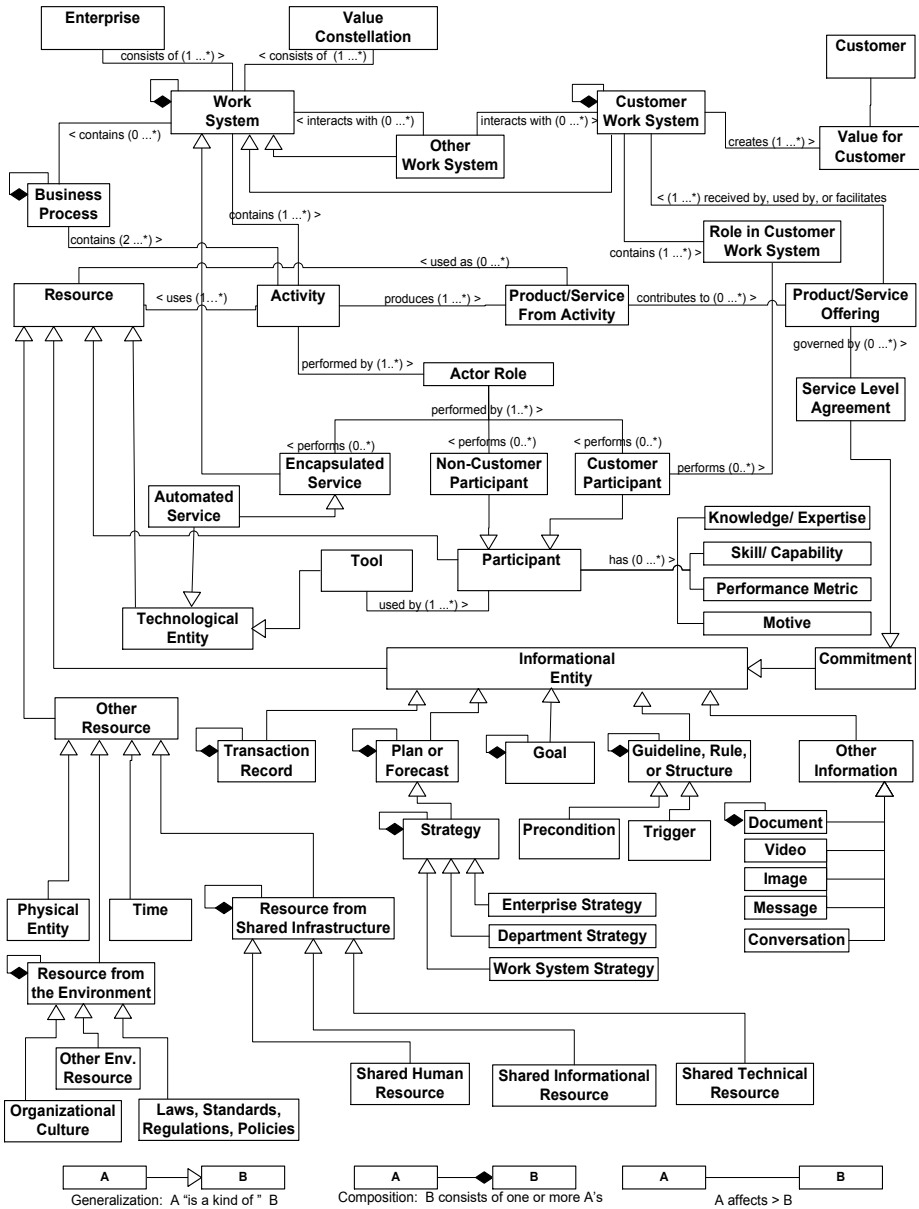 Enterprise
Value
Constellation
Customer
consists of (1 ...*) >
< consists of (1 ...*)
Work
System
Customer
Work System
< interacts with (0 ...*)
interacts with (0 ...*) >
< contains (0 ...*)
Other
Work System
creates (1 ...*) >
Value for
Customer
Business
Process
< (1 ...*) received by, used by, or facilitates
contains (1 ...*) >
Role in Customer
Work System
contains (2 ...*) >
contains (1 ...*) >
< used as (0 ...*)
Resource
< uses (1...*)
Activity
produces (1 ...*) >
Product/Service
From Activity
contributes to (0 ...*) >
Product/Service
Offering
governed by (0 ...*) >
performed by (1..*) >
Actor Role
Service Level
Agreement
performed by (1..*) >
< performs (0..*)
< performs (0..*)
< performs (0..*)
Encapsulated
Service
Non-Customer
Participant
Customer
Participant
performs (0..*) >
Automated
Service
Knowledge/ Expertise
Tool
Participant
has (0 ...*) >
Skill/ Capability
Performance Metric
used by (1 ...*) >
Motive
Technological
Entity
Informational
Entity
Commitment
Other
Resource
Transaction
Record
Plan or
Forecast
Goal
Guideline, Rule,
or Structure
Other
Information
Strategy
Precondition
Trigger
Document
Video
Image
Message
Conversation
Physical
Entity
Time
Resource from
Shared Infrastructure
Enterprise Strategy
Department Strategy
Work System Strategy
Resource from
the Environment
Other Env.
Resource
Shared Human
Resource
Shared Informational
Resource
Shared Technical
Resource
Organizational
Culture
Laws, Standards,
Regulations, Policies
A
B
A
B
A
B
Generalization: A “is a kind of ” B
Composition: B consists of one or more A's
A affects > B